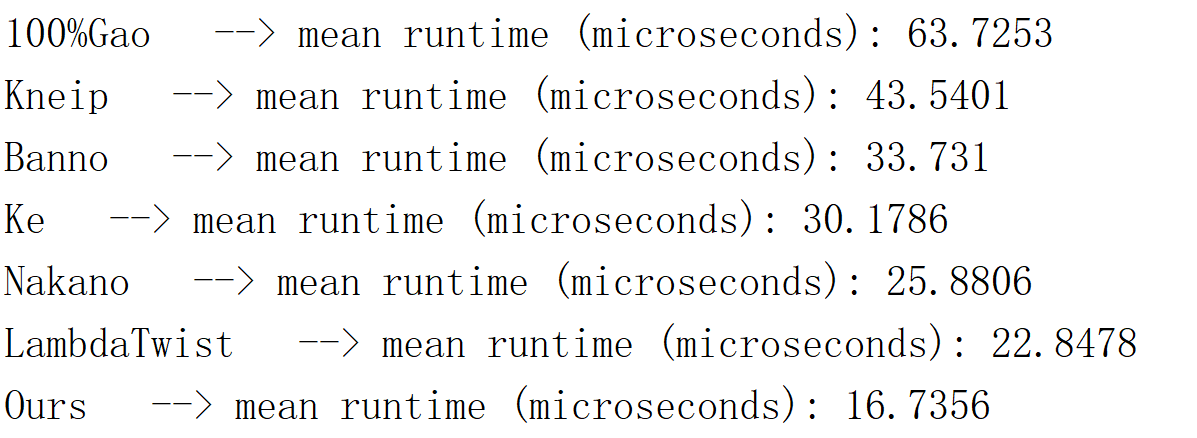 100%Gao   --> mean runtime (microseconds): 63.7253
Kneip   --> mean runtime (microseconds): 43.5401
Banno   --> mean runtime (microseconds): 33.731
Ke   --> mean runtime (microseconds): 30.1786
Nakano   --> mean runtime (microseconds): 25.8806
LambdaTwist   --> mean runtime (microseconds): 22.8478
Ours   --> mean runtime (microseconds): 16.7356